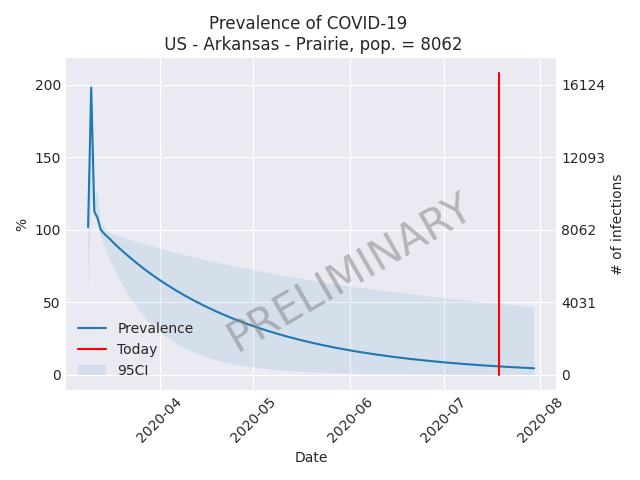 Prevalence of COVID-19
US - Arkansas - Prairie, pop. = 8062
200
150
100
50
0
%
16124
12093
8062
4031
0
# of infections
PRELIMINARY
Prevalence
Today
95CI
2020-04
2020-05
2020-06
2020-07
2020-08
Date